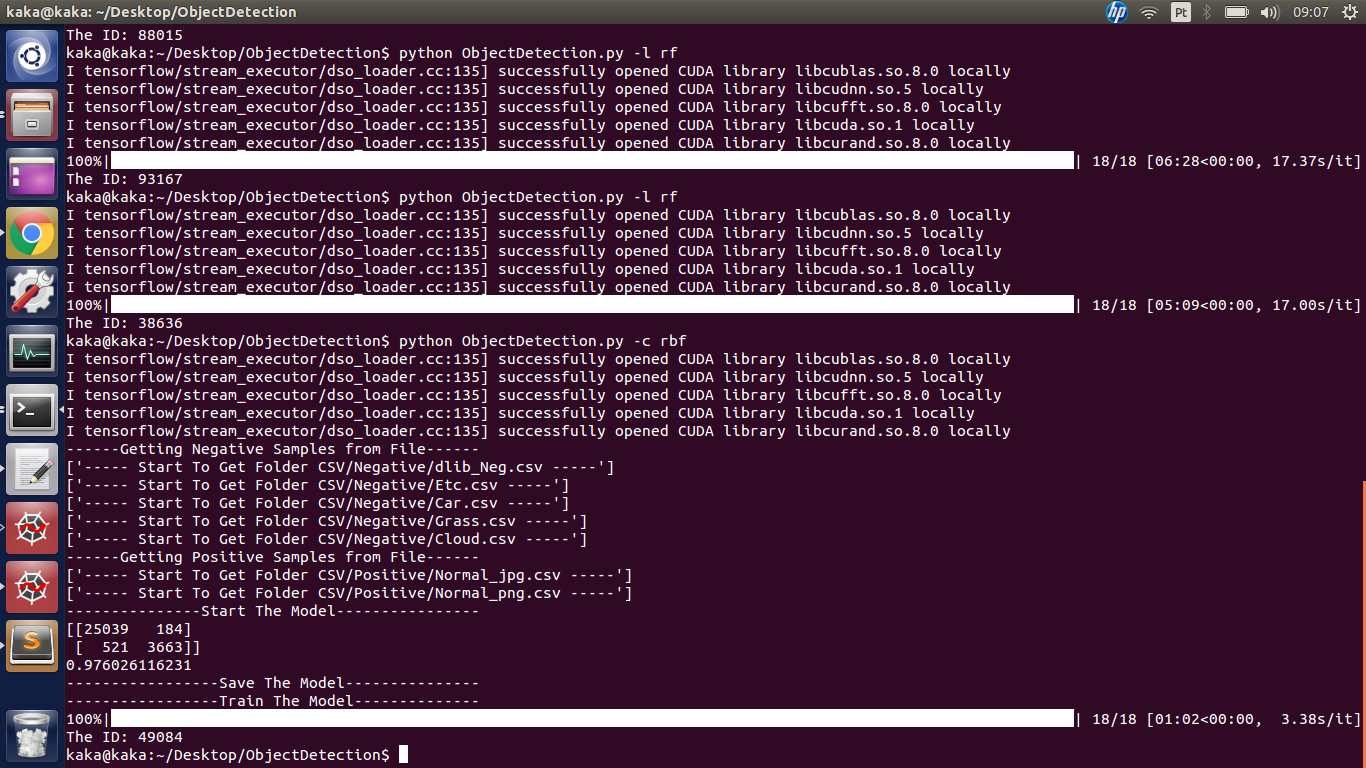 kaka@kaka: ~/Desktop/ObjectDetection
hp
Pt
09:07
The ID: 88015
kaka@kaka:~/Desktop/ObjectDetection$ python ObjectDetection.py -l rf
I tensorflow/stream_executor/dso_loader.cc:135] successfully opened CUDA library libcublas.so.8.0 locally
I tensorflow/stream_executor/dso_loader.cc:135] successfully opened CUDA library libcudnn.so.5 locally
I tensorflow/stream_executor/dso_loader.cc:135] successfully opened CUDA library libcufft.so.8.0 locally
I tensorflow/stream_executor/dso_loader.cc:135] successfully opened CUDA library libcuda.so.1 locally
I tensorflow/stream_executor/dso_loader.cc:135] successfully opened CUDA library libcurand.so.8.0 locally
100%| | 18/18 [06:28<00:00, 17.37s/it]
The ID: 93167
kaka@kaka:~/Desktop/ObjectDetection$ python ObjectDetection.py -l rf
I tensorflow/stream_executor/dso_loader.cc:135] successfully opened CUDA library libcublas.so.8.0 locally
I tensorflow/stream_executor/dso_loader.cc:135] successfully opened CUDA library libcudnn.so.5 locally
I tensorflow/stream_executor/dso_loader.cc:135] successfully opened CUDA library libcufft.so.8.0 locally
I tensorflow/stream_executor/dso_loader.cc:135] successfully opened CUDA library libcuda.so.1 locally
I tensorflow/stream_executor/dso_loader.cc:135] successfully opened CUDA library libcurand.so.8.0 locally
100%| | 18/18 [05:09<00:00, 17.00s/it]
The ID: 38636
kaka@kaka:~/Desktop/ObjectDetection$ python ObjectDetection.py -c rbf
I tensorflow/stream_executor/dso_loader.cc:135] successfully opened CUDA library libcublas.so.8.0 locally
I tensorflow/stream_executor/dso_loader.cc:135] successfully opened CUDA library libcudnn.so.5 locally
I tensorflow/stream_executor/dso_loader.cc:135] successfully opened CUDA library libcufft.so.8.0 locally
I tensorflow/stream_executor/dso_loader.cc:135] successfully opened CUDA library libcuda.so.1 locally
I tensorflow/stream_executor/dso_loader.cc:135] successfully opened CUDA library libcurand.so.8.0 locally
------Getting Negative Samples from File------
['----- Start To Get Folder CSV/Negative/dlib_Neg.csv -----']
['----- Start To Get Folder CSV/Negative/Etc.csv -----']
['----- Start To Get Folder CSV/Negative/Car.csv -----']
['----- Start To Get Folder CSV/Negative/Grass.csv -----']
['----- Start To Get Folder CSV/Negative/Cloud.csv -----']
------Getting Positive Samples from File------
['----- Start To Get Folder CSV/Positive/Normal_jpg.csv -----']
['----- Start To Get Folder CSV/Positive/Normal_png.csv -----']
---------------Start The Model----------------
[[25039   184]
 [  521  3663]]
0.976026116231
-----------------Save The Model---------------
-----------------Train The Model--------------
100%| | 18/18 [01:02<00:00,  3.38s/it]
The ID: 49084
kaka@kaka:~/Desktop/ObjectDetection$